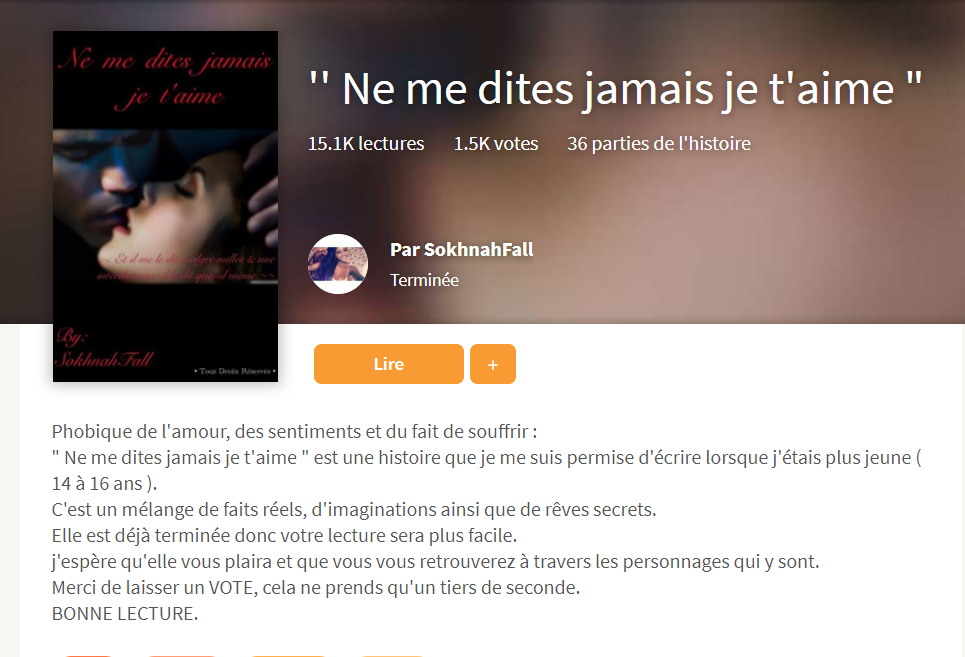 Ne me dites jamais
je t'aime
By:
SokhnahFall
• Tous Droits Réservés •
'' Ne me dites jamais je t'aime "
15.1K lectures 1.5K votes 36 parties de l'histoire
Par SokhnahFall
Terminée
Lire +
Phobique de l'amour, des sentiments et du fait de souffrir :
" Ne me dites jamais je t'aime " est une histoire que je me suis permise d'écrire lorsque j'étais plus jeune (
14 à 16 ans ).
C'est un mélange de faits réels, d'imaginations ainsi que de rêves secrets.
Elle est déjà terminée donc votre lecture sera plus facile.
j'espère qu'elle vous plaira et que vous vous retrouverez à travers les personnages qui y sont.
Merci de laisser un VOTE, cela ne prends qu'un tiers de seconde.
BONNE LECTURE.